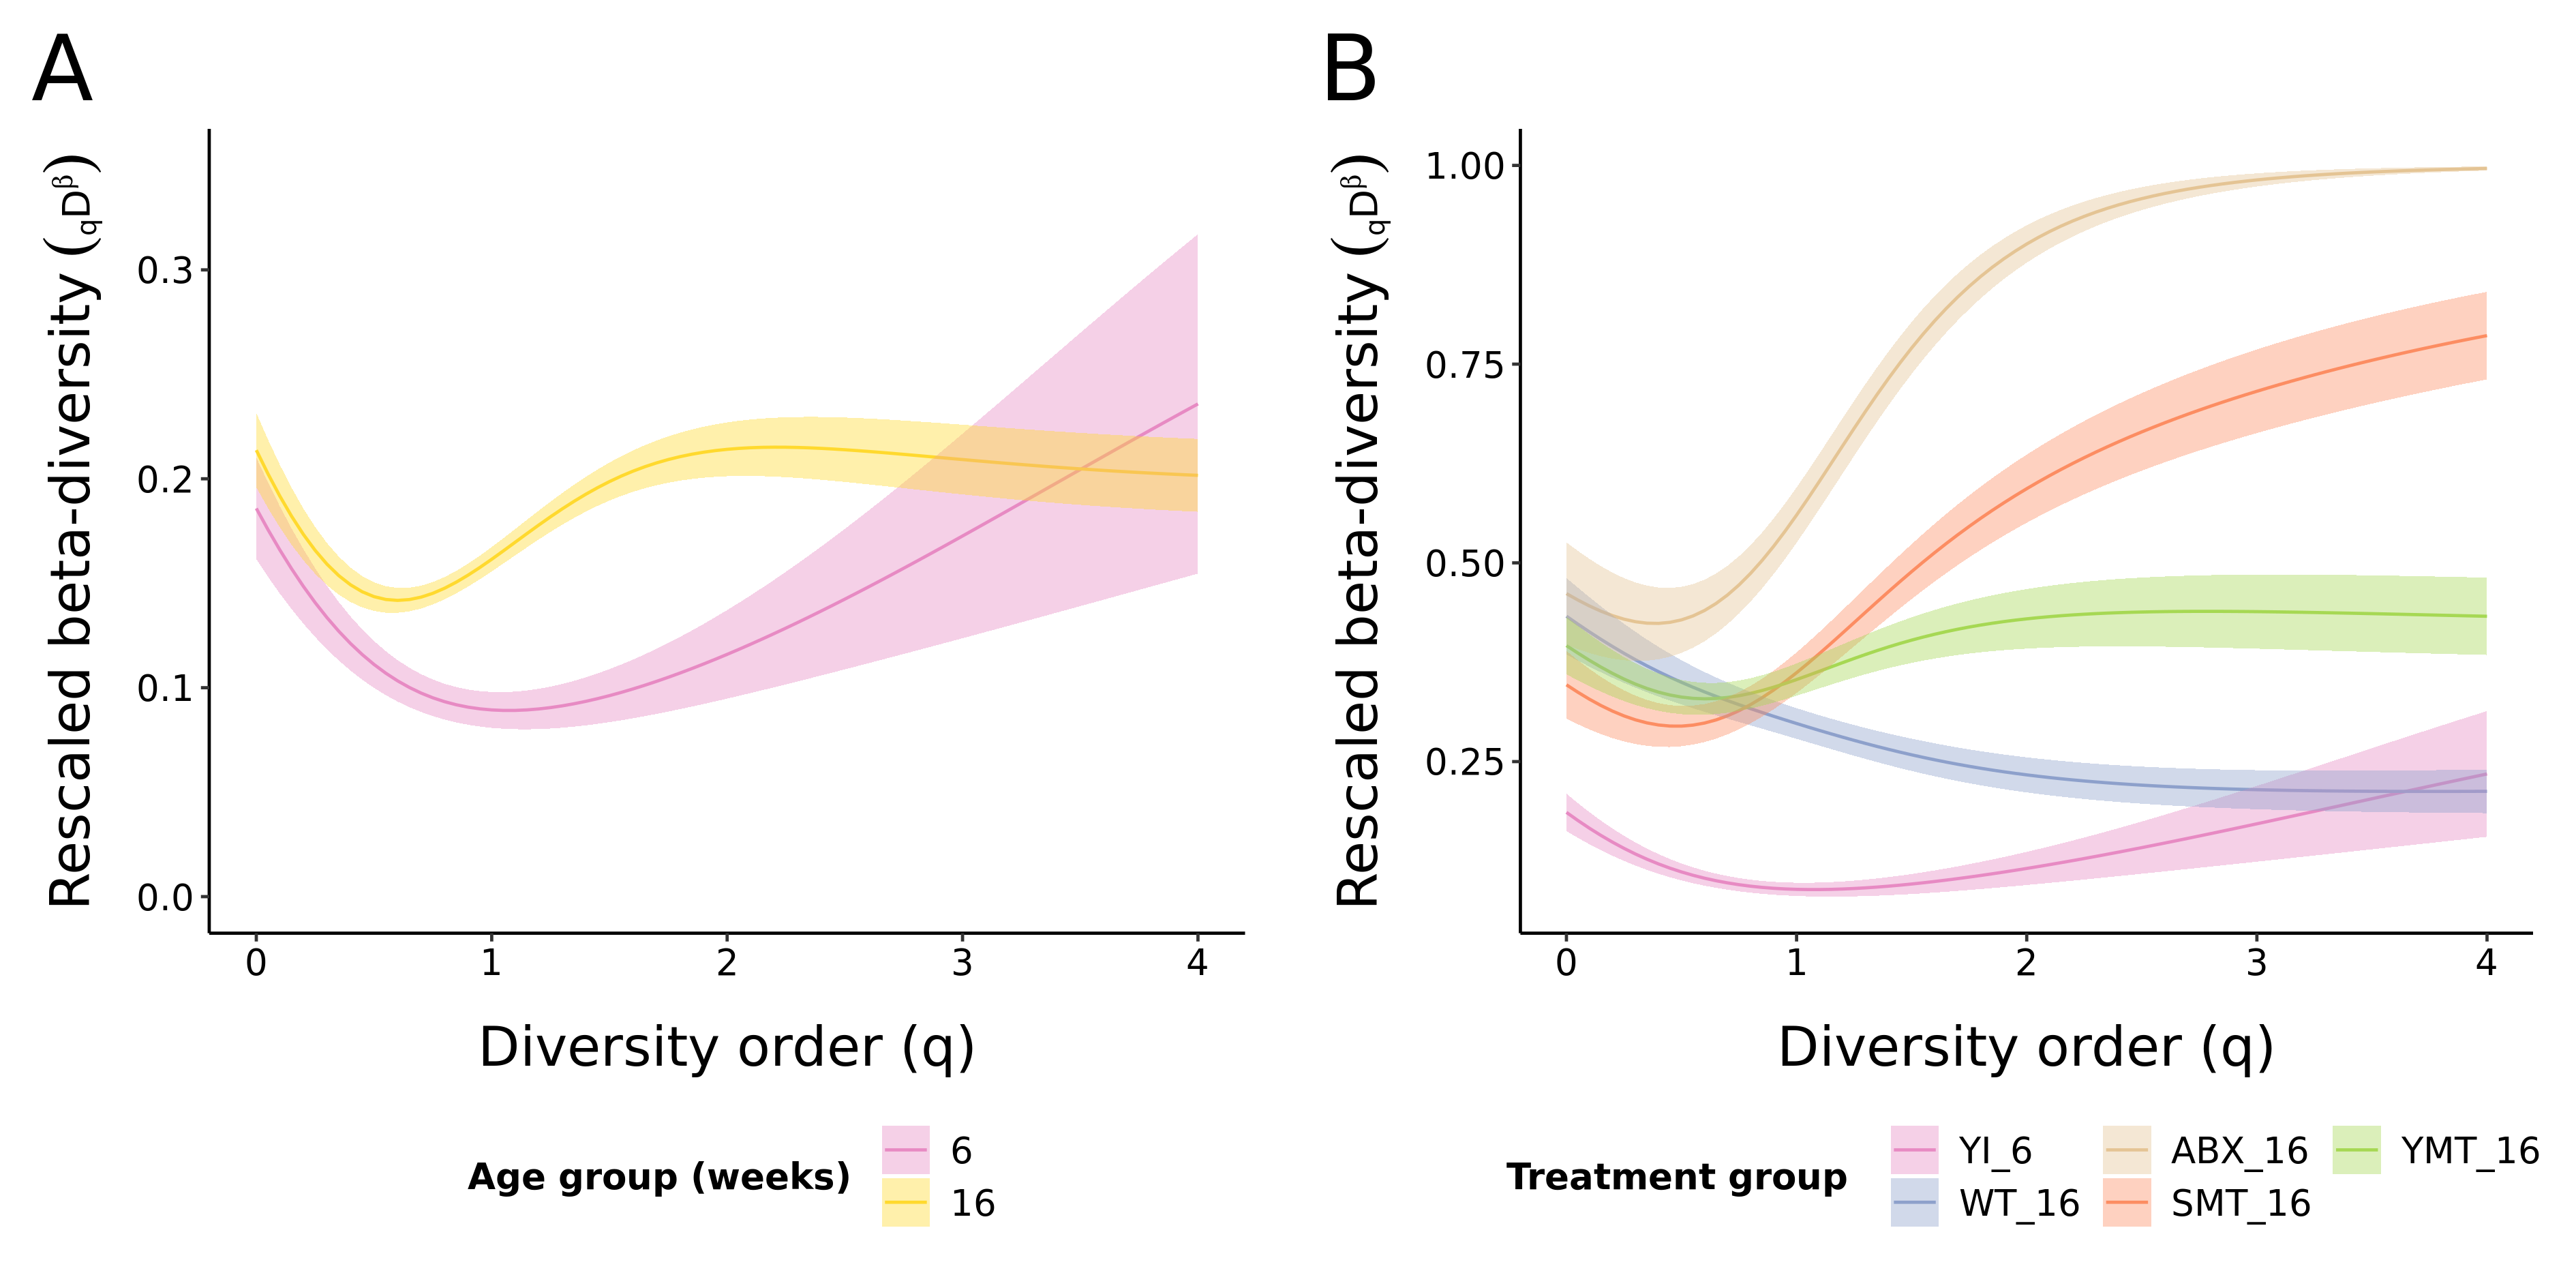 A
Rescaled beta-diversity (qDβ)
0.3
0.2
0.1
0.0
0 1 2 3 4
Diversity order (q)
Age group (weeks)
6
16
B
Rescaled beta-diversity (qDβ)
1.00
0.75
0.50
0.25
0 1 2 3 4
Diversity order (q)
Treatment group
YI_6 ABX_16 YMT_16
WT_16 SMT_16